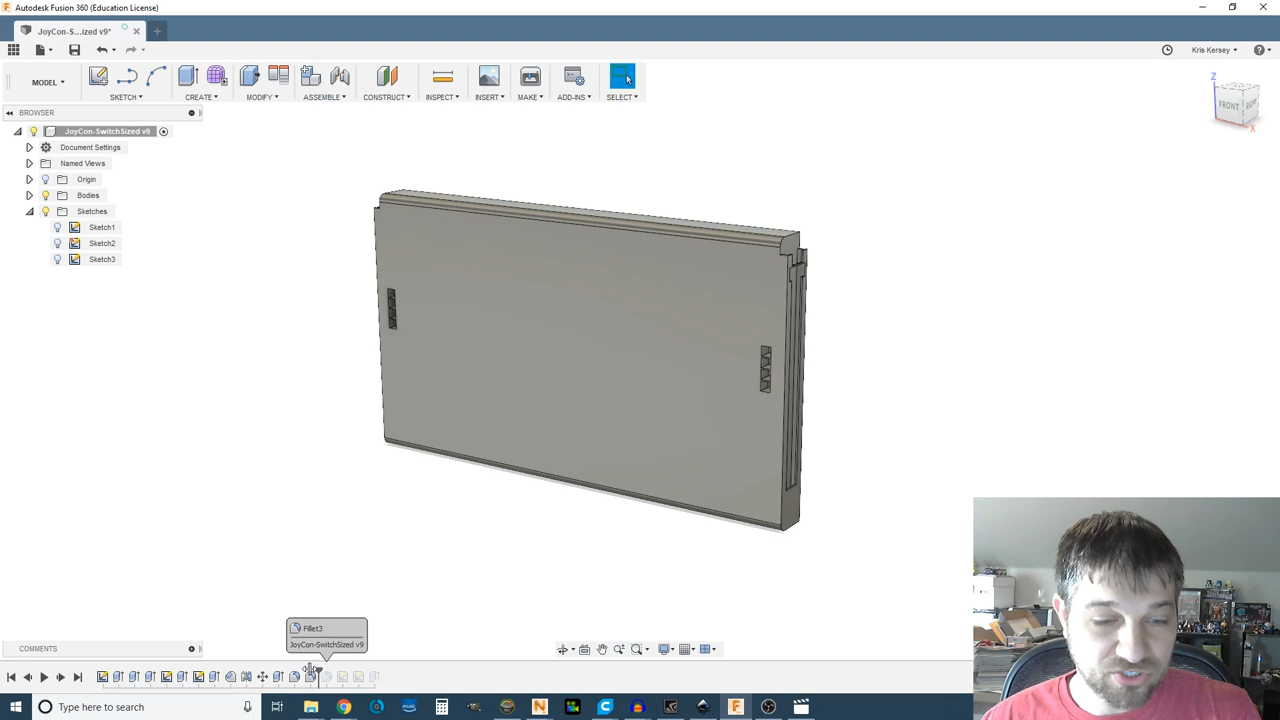 Autodesk Fusion 360 (Education License)
JoyCon-S...ized v9*
Kris Kersey
MODEL
SKETCH CREATE MODIFY ASSEMBLE CONSTRUCT INSPECT INSERT MAKE ADD-INS SELECT
BROWSER
JoyCon-SwitchSized v9
Document Settings
Named Views
Origin
Bodies
Sketches
Sketch1
Sketch2
Sketch3
Z
FRONT
X
Fillet3
JoyCon-SwitchSized v9
COMMENTS
Type here to search